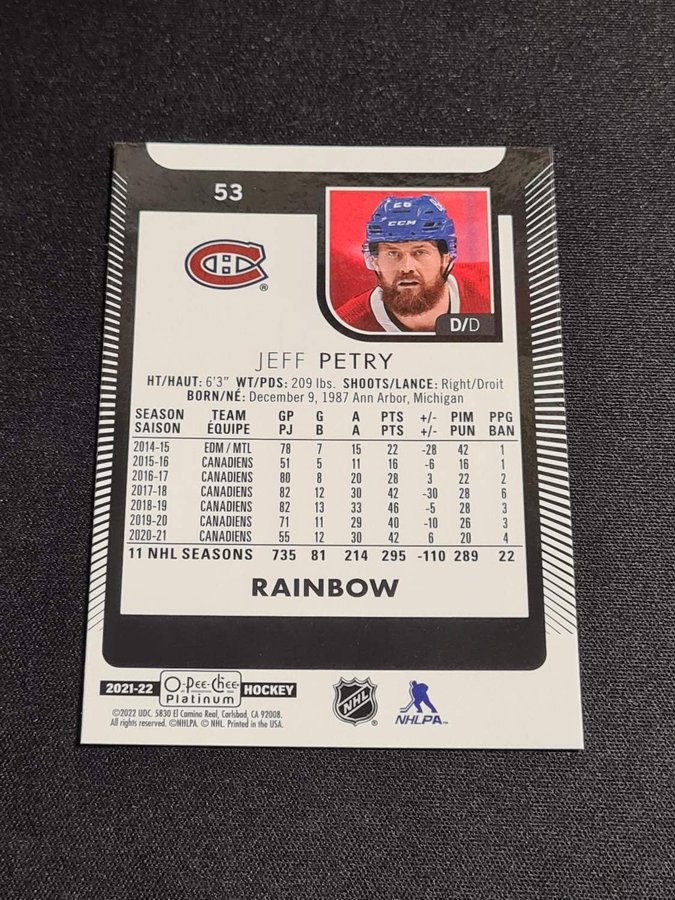 53
26
CCM
D/D
JEFF PETRY
HT/HAUT: 6'3" WT/PDS: 209 lbs. SHOOTS/LANCE: Right/Droit
BORN/NÉ: December 9, 1987 Ann Arbor, Michigan
SEASON TEAM GP G A PTS +/- PIM PPG
SAISON ÉQUIPE PJ B A PTS +/- PUN BAN
2014-15 EDM / MTL 78 7 15 22 -28 42 1
2015-16 CANADIENS 51 5 11 16 -6 16 1
2016-17 CANADIENS 80 8 20 28 3 22 2
2017-18 CANADIENS 82 12 30 42 -30 28 6
2018-19 CANADIENS 82 13 33 46 -5 28 3
2019-20 CANADIENS 71 11 29 40 -10 26 3
2020-21 CANADIENS 55 12 30 42 6 20 4
11 NHL SEASONS 735 81 214 295 -110 289 22
RAINBOW
2021-22 O-Pee-Chee Platinum HOCKEY
NHL
NHLPA
©2022 UDC. 5830 El Camino Real, Carlsbad, CA 92008.
All rights reserved. ©NHLPA. © NHL. Printed in the USA.